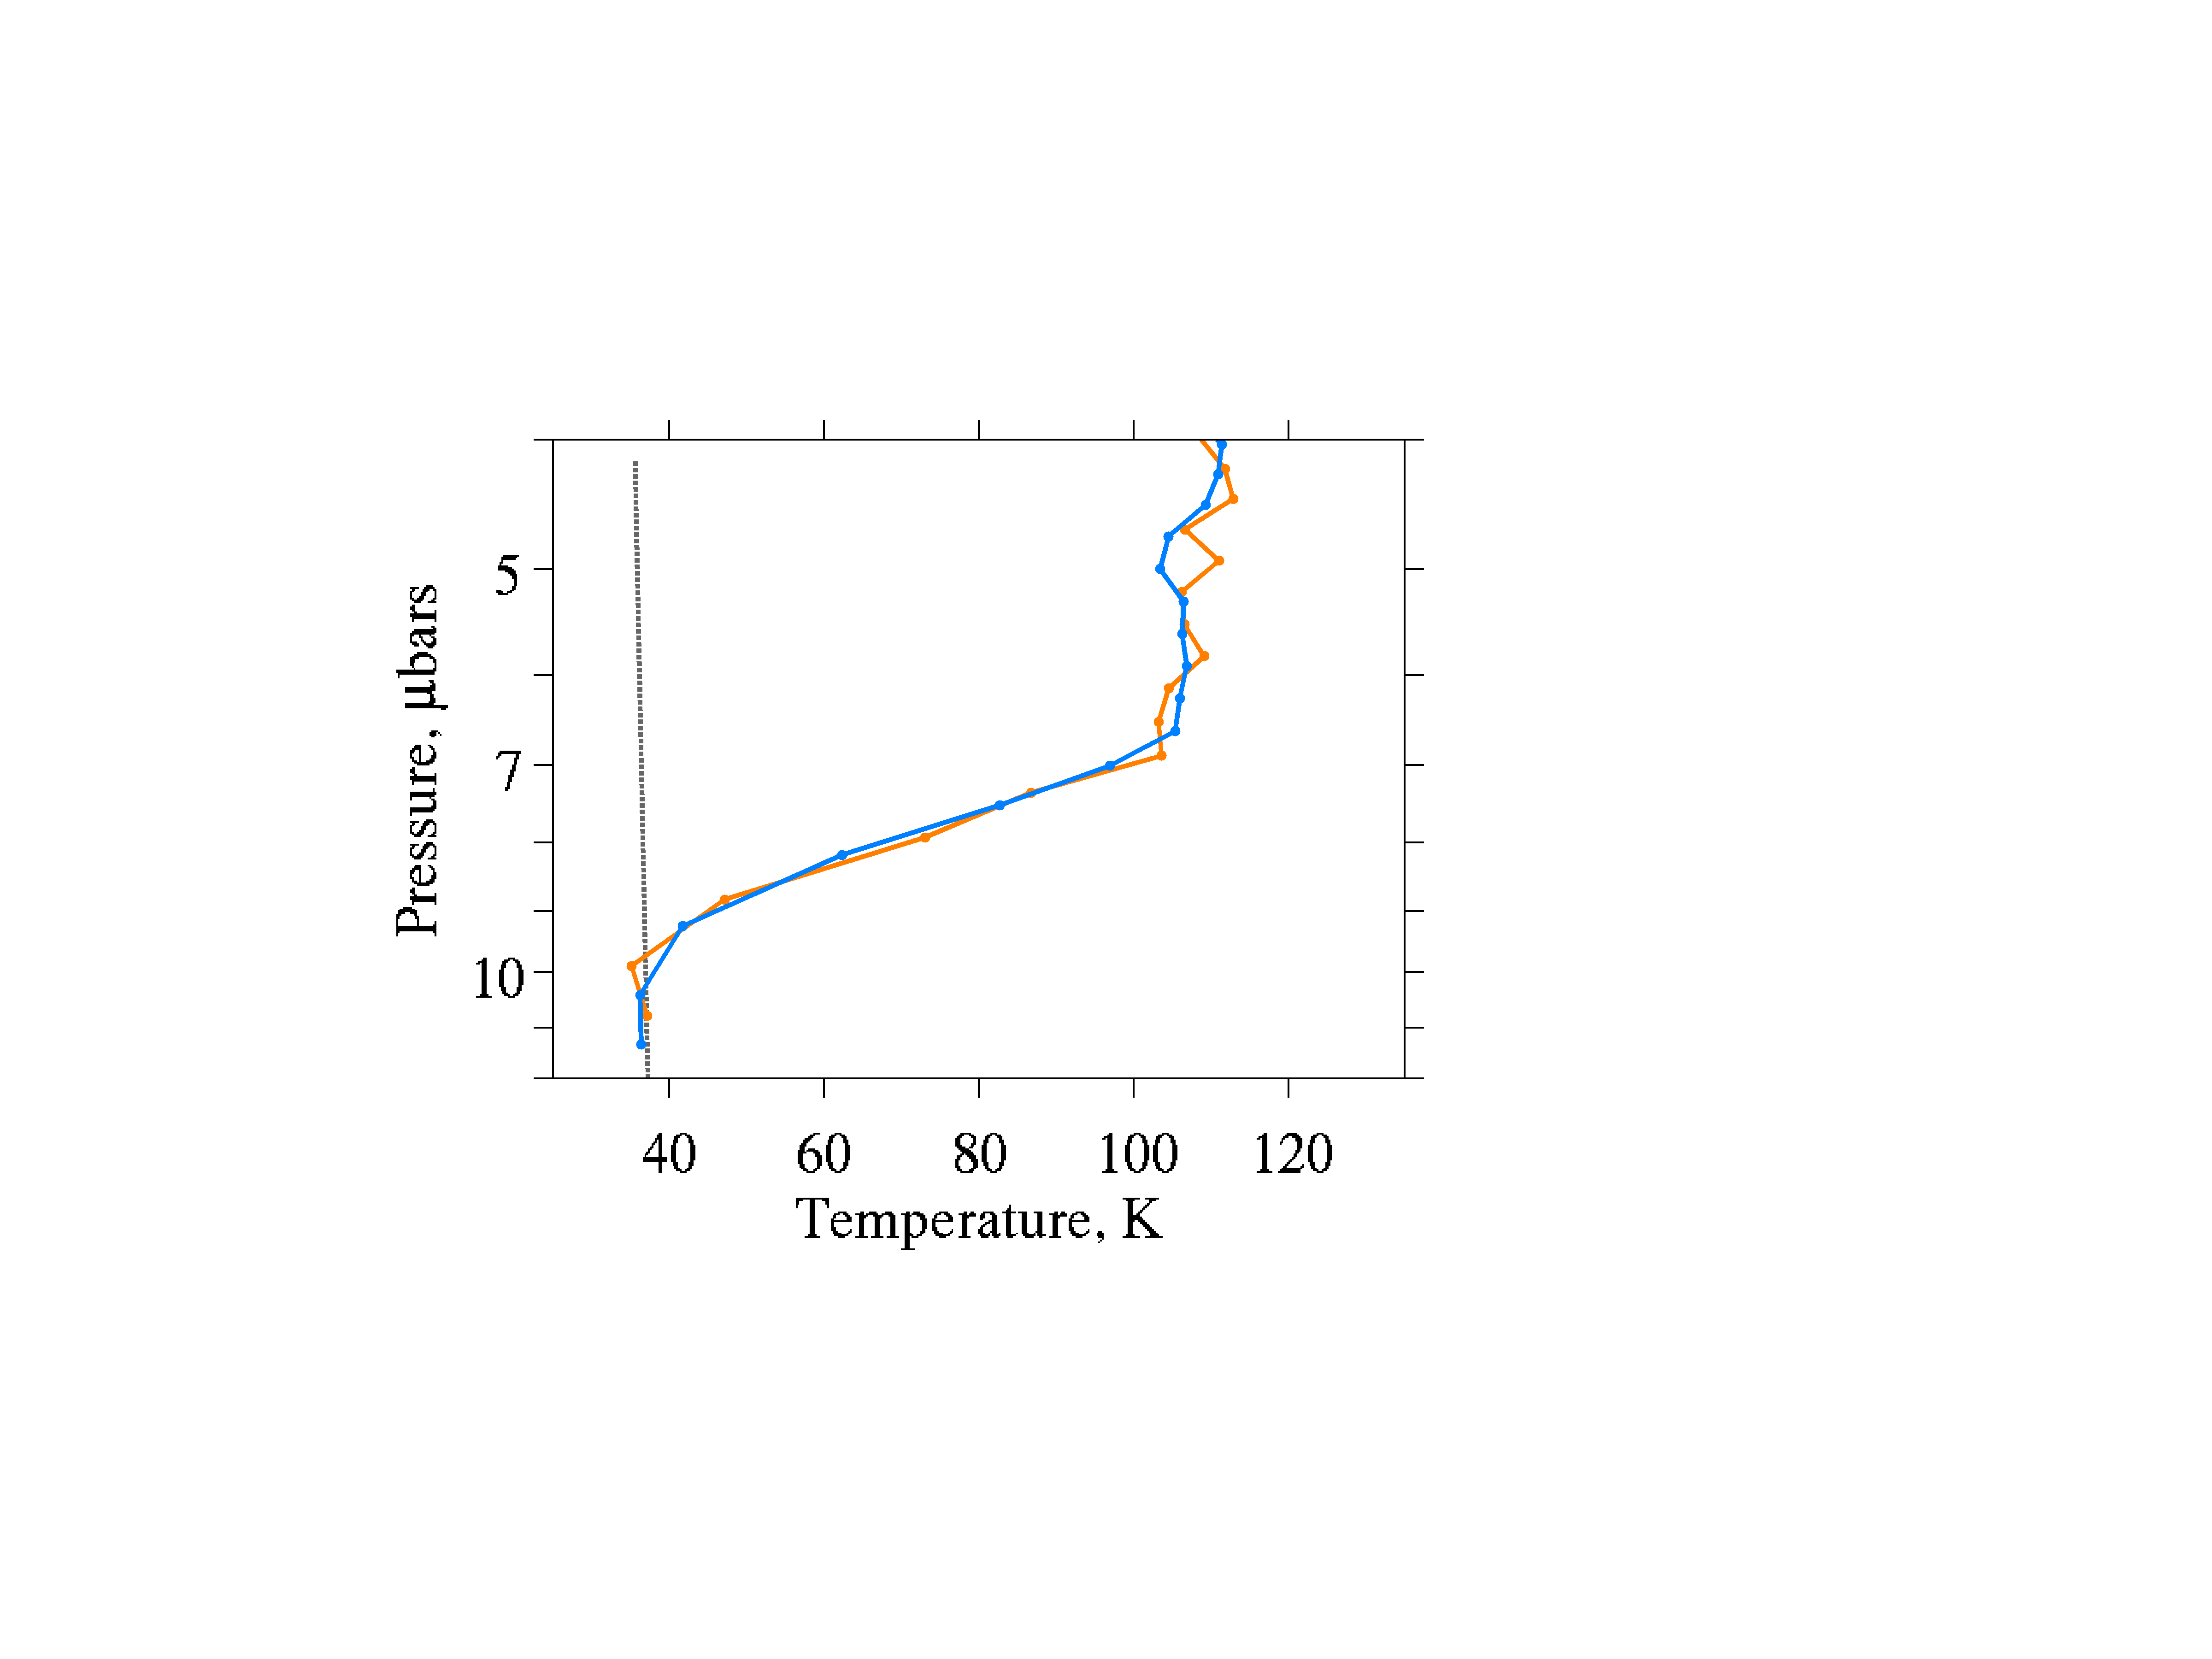 5
7
10
Pressure, μbars
40 60 80 100 120
Temperature, K